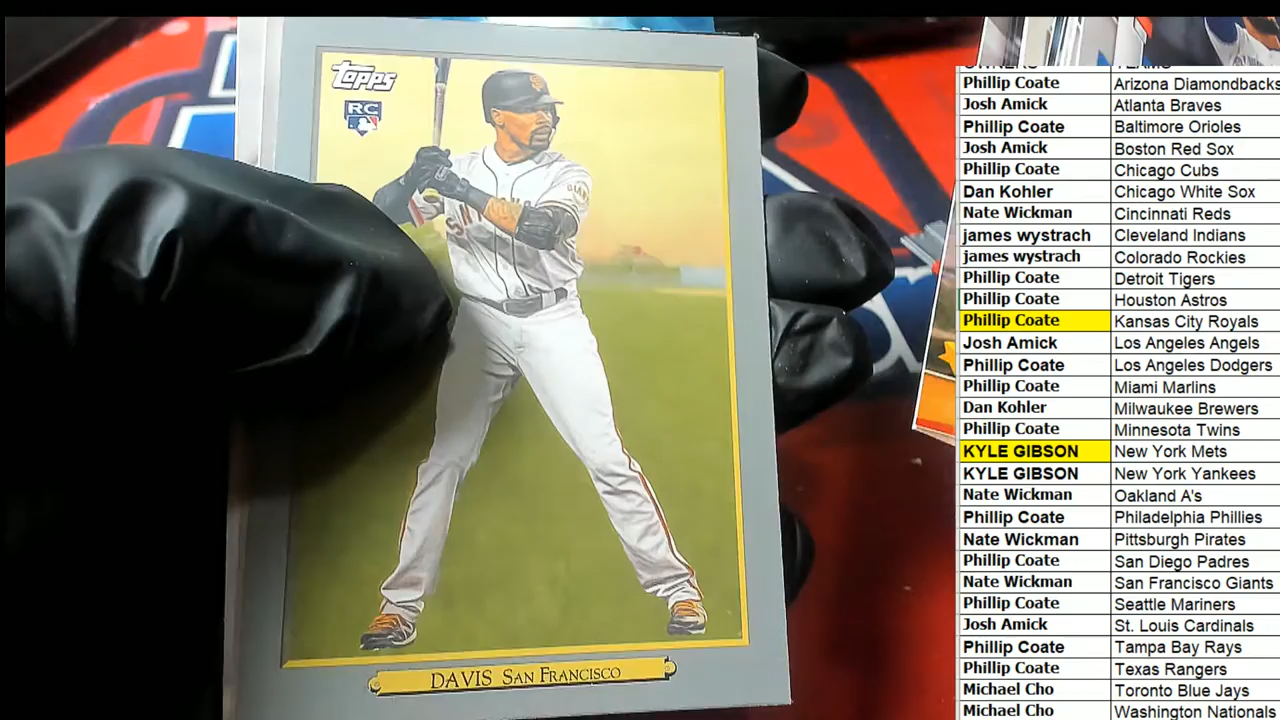 Topps
RC
GIANTS
DAVIS SAN FRANCISCO
OWNERS TEAMS
Phillip Coate Arizona Diamondbacks
Josh Amick Atlanta Braves
Phillip Coate Baltimore Orioles
Josh Amick Boston Red Sox
Phillip Coate Chicago Cubs
Dan Kohler Chicago White Sox
Nate Wickman Cincinnati Reds
james wystrach Cleveland Indians
james wystrach Colorado Rockies
Phillip Coate Detroit Tigers
Phillip Coate Houston Astros
Phillip Coate Kansas City Royals
Josh Amick Los Angeles Angels
Phillip Coate Los Angeles Dodgers
Phillip Coate Miami Marlins
Dan Kohler Milwaukee Brewers
Phillip Coate Minnesota Twins
KYLE GIBSON New York Mets
KYLE GIBSON New York Yankees
Nate Wickman Oakland A's
Phillip Coate Philadelphia Phillies
Nate Wickman Pittsburgh Pirates
Phillip Coate San Diego Padres
Nate Wickman San Francisco Giants
Phillip Coate Seattle Mariners
Josh Amick St. Louis Cardinals
Phillip Coate Tampa Bay Rays
Phillip Coate Texas Rangers
Michael Cho Toronto Blue Jays
Michael Cho Washington Nationals